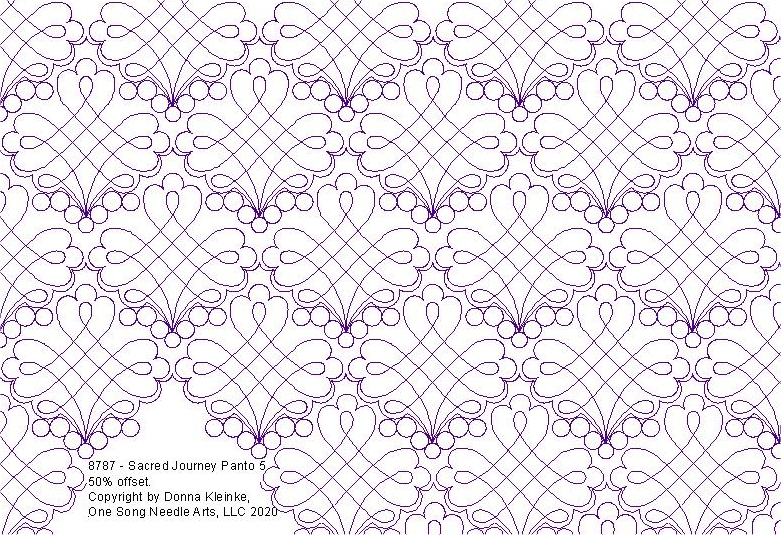 8787 - Sacred Journey Panto 5
50% offset.
Copyright by Donna Kleinke,
One Song Needle Arts, LLC 2020